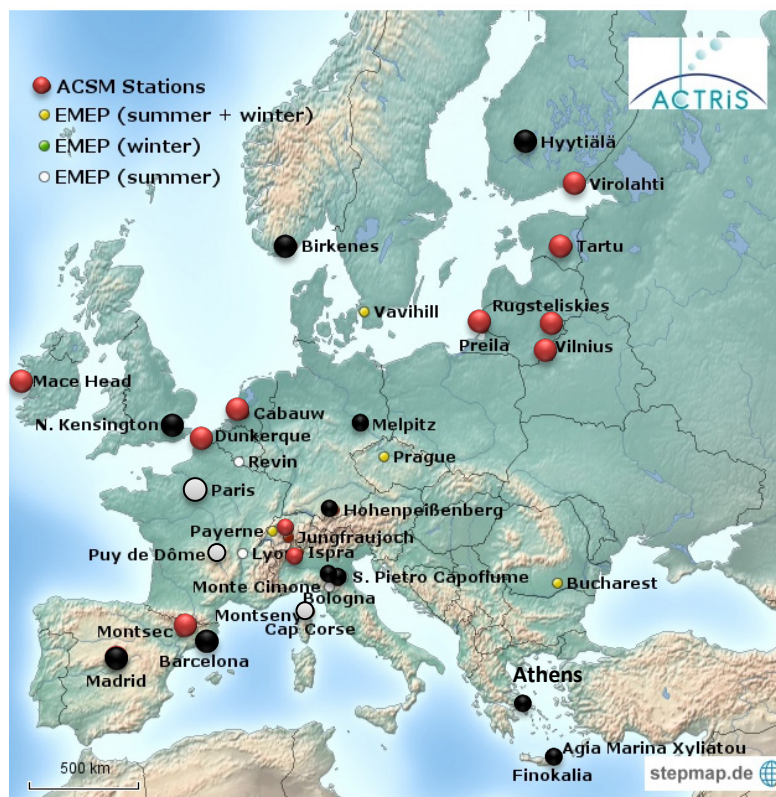 ACTRiS
ACSM Stations
EMEP (summer + winter)
EMEP (winter)
EMEP (summer)
Hyytiälä
Virolahti
Birkenes
Tartu
Vavihill
Rugsteliskies
Preila
Vilnius
Mace Head
Cabauw
N. Kensington
Dunkerque
Melpitz
Revin
Prague
Paris
Hohenpeißenberg
Payerne
Jungfraujoch
Puy de Dôme
Lyon
Ispra
S. Pietro Capofiume
Monte Cimone
Bucharest
Bologna
Montseny
Cap Corse
Montsec
Barcelona
Madrid
Athens
Agia Marina Xyliatou
Finokalia
500 km
stepmap.de